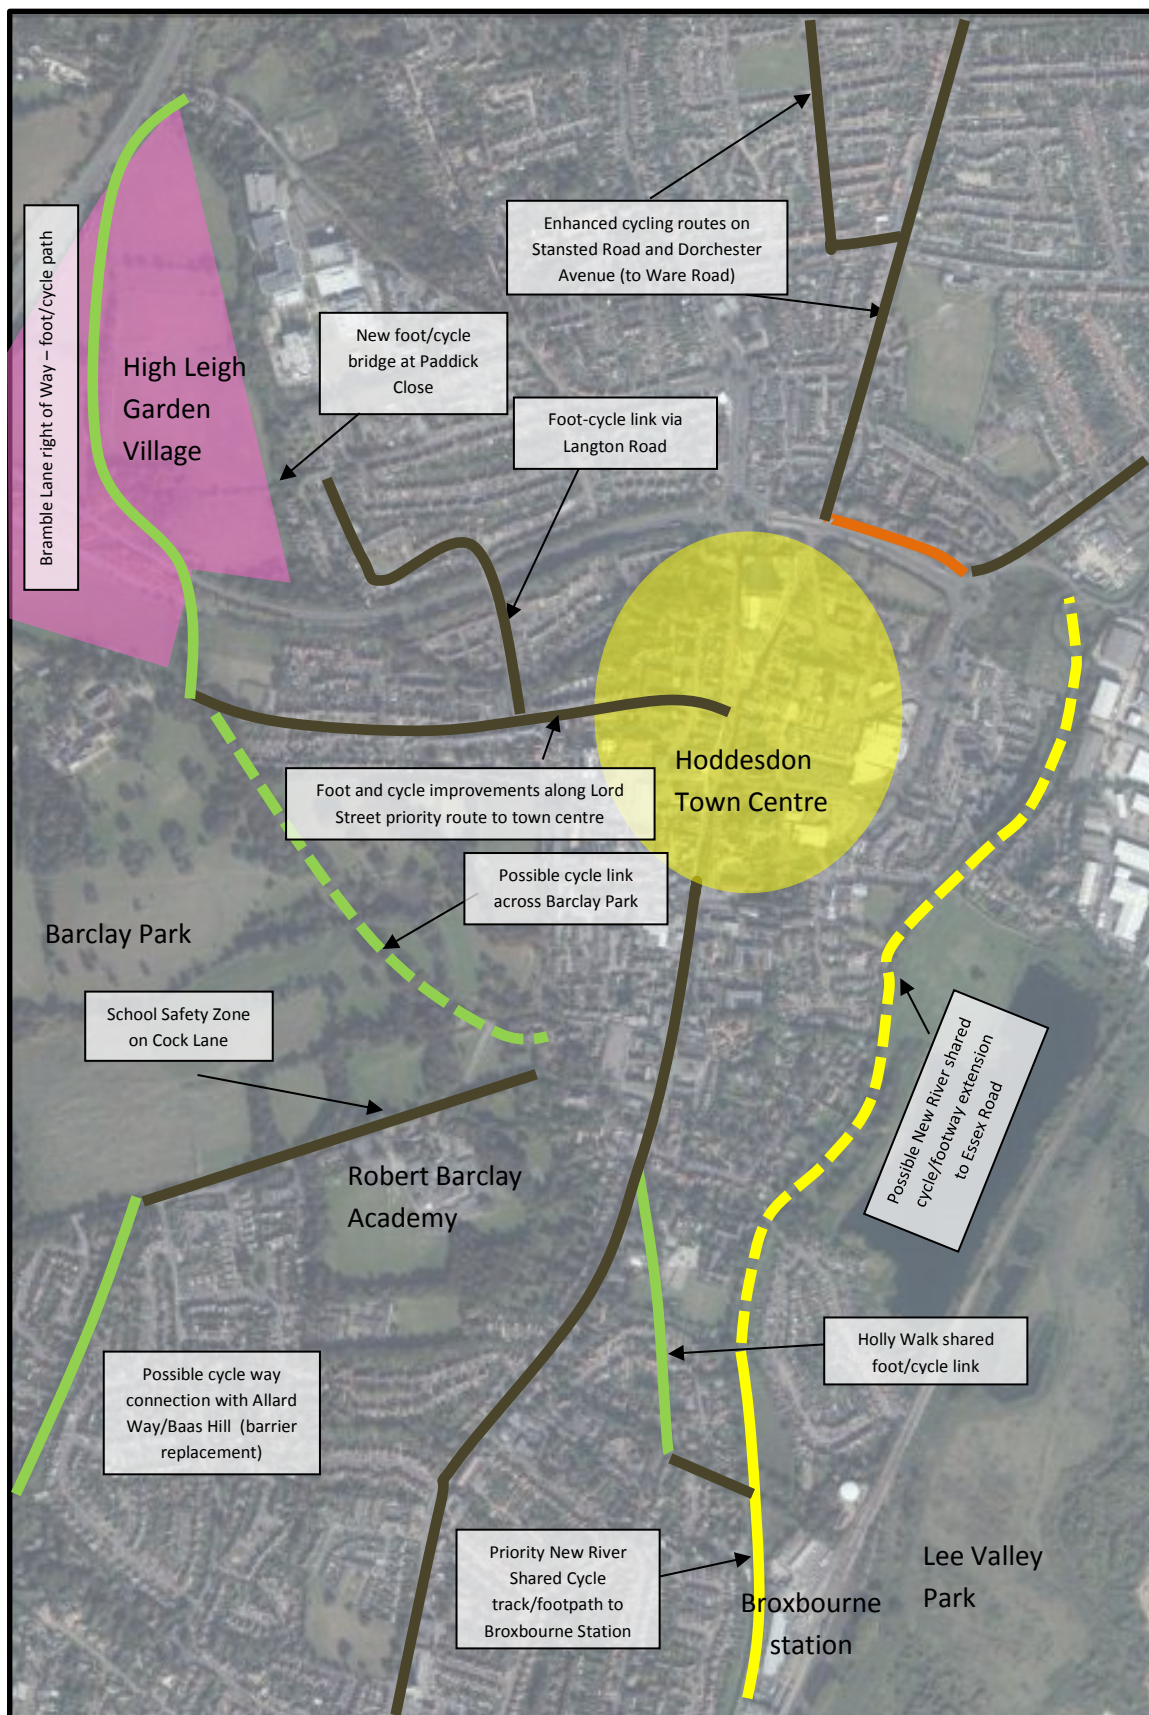 Enhanced cycling routes on
Stansted Road and Dorchester
Avenue (to Ware Road)
Bramble Lane right of Way – foot/cycle path
New foot/cycle
bridge at Paddick
Close
High Leigh
Garden
Village
Foot-cycle link via
Langton Road
Hoddesdon
Town Centre
Foot and cycle improvements along Lord
Street priority route to town centre
Possible cycle link
across Barclay Park
Barclay Park
School Safety Zone
on Cock Lane
Possible New River shared
cycle/footway extension
to Essex Road
Robert Barclay
Academy
Holly Walk shared
foot/cycle link
Possible cycle way
connection with Allard
Way/Baas Hill (barrier
replacement)
Priority New River
Shared Cycle
track/footpath to
Broxbourne Station
Lee Valley
Park
Broxbourne
station